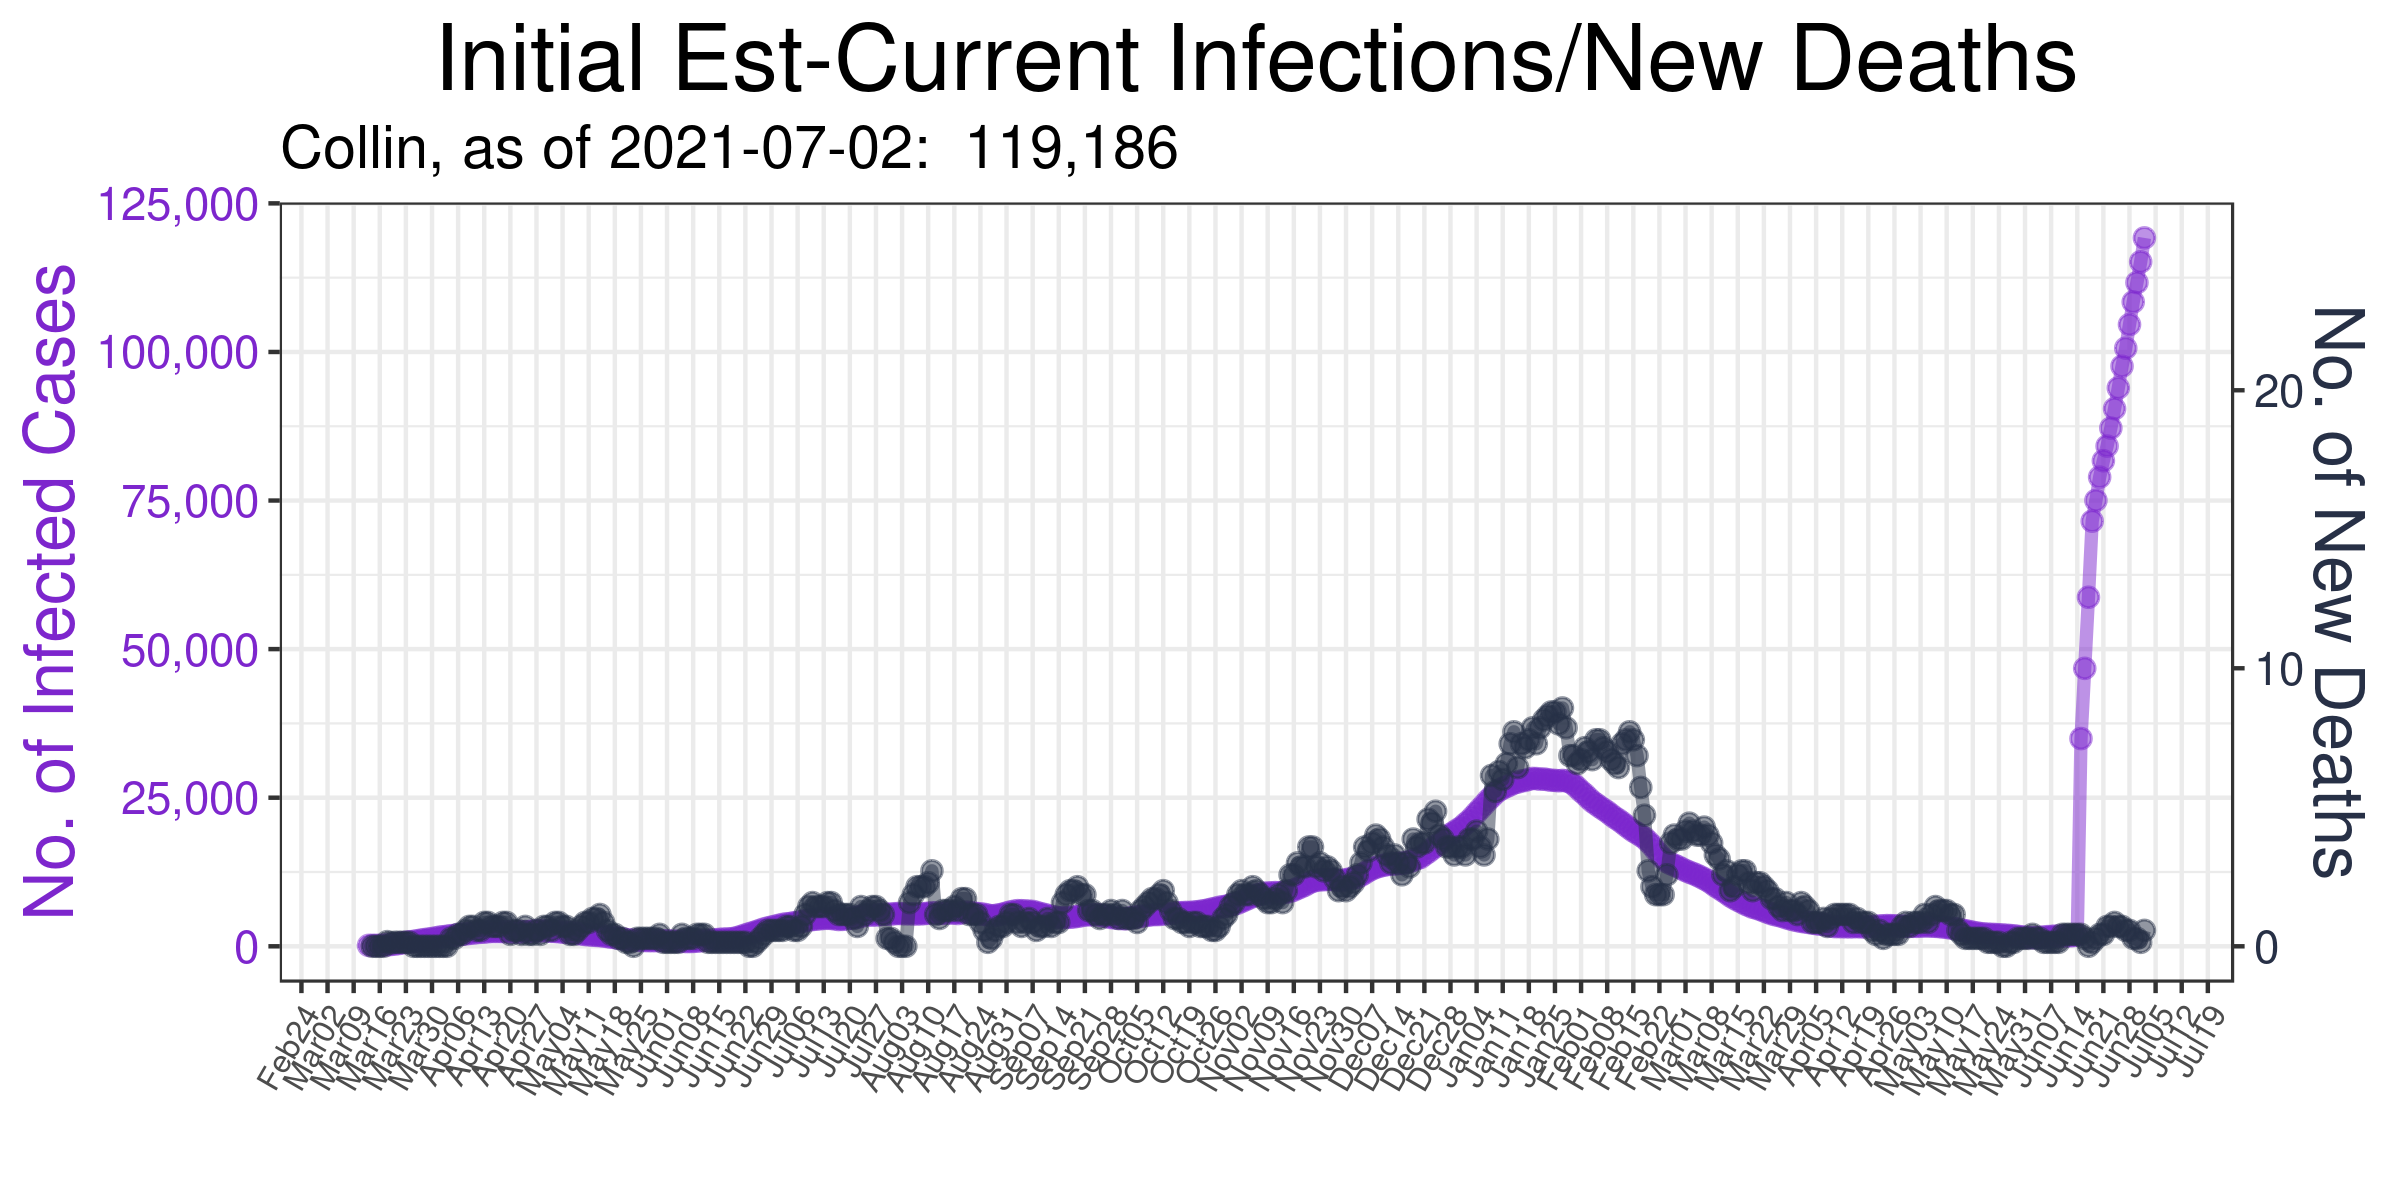 Initial Est-Current Infections/New Deaths
Collin, as of 2021-07-02:  119,186
No. of Infected Cases
125,000
100,000
75,000
50,000
25,000
0
20
10
0
No. of New Deaths
Feb24
Mar02
Mar09
Mar16
Mar23
Mar30
Apr06
Apr13
Apr20
Apr27
May04
May11
May18
May25
Jun01
Jun08
Jun15
Jun22
Jun29
Jul06
Jul13
Jul20
Jul27
Aug03
Aug10
Aug17
Aug24
Aug31
Sep07
Sep14
Sep21
Sep28
Oct05
Oct12
Oct19
Oct26
Nov02
Nov09
Nov16
Nov23
Nov30
Dec07
Dec14
Dec21
Dec28
Jan04
Jan11
Jan18
Jan25
Feb01
Feb08
Feb15
Feb22
Mar01
Mar08
Mar15
Mar22
Mar29
Apr05
Apr12
Apr19
Apr26
May03
May10
May17
May24
May31
Jun07
Jun14
Jun21
Jun28
Jul05
Jul12
Jul19